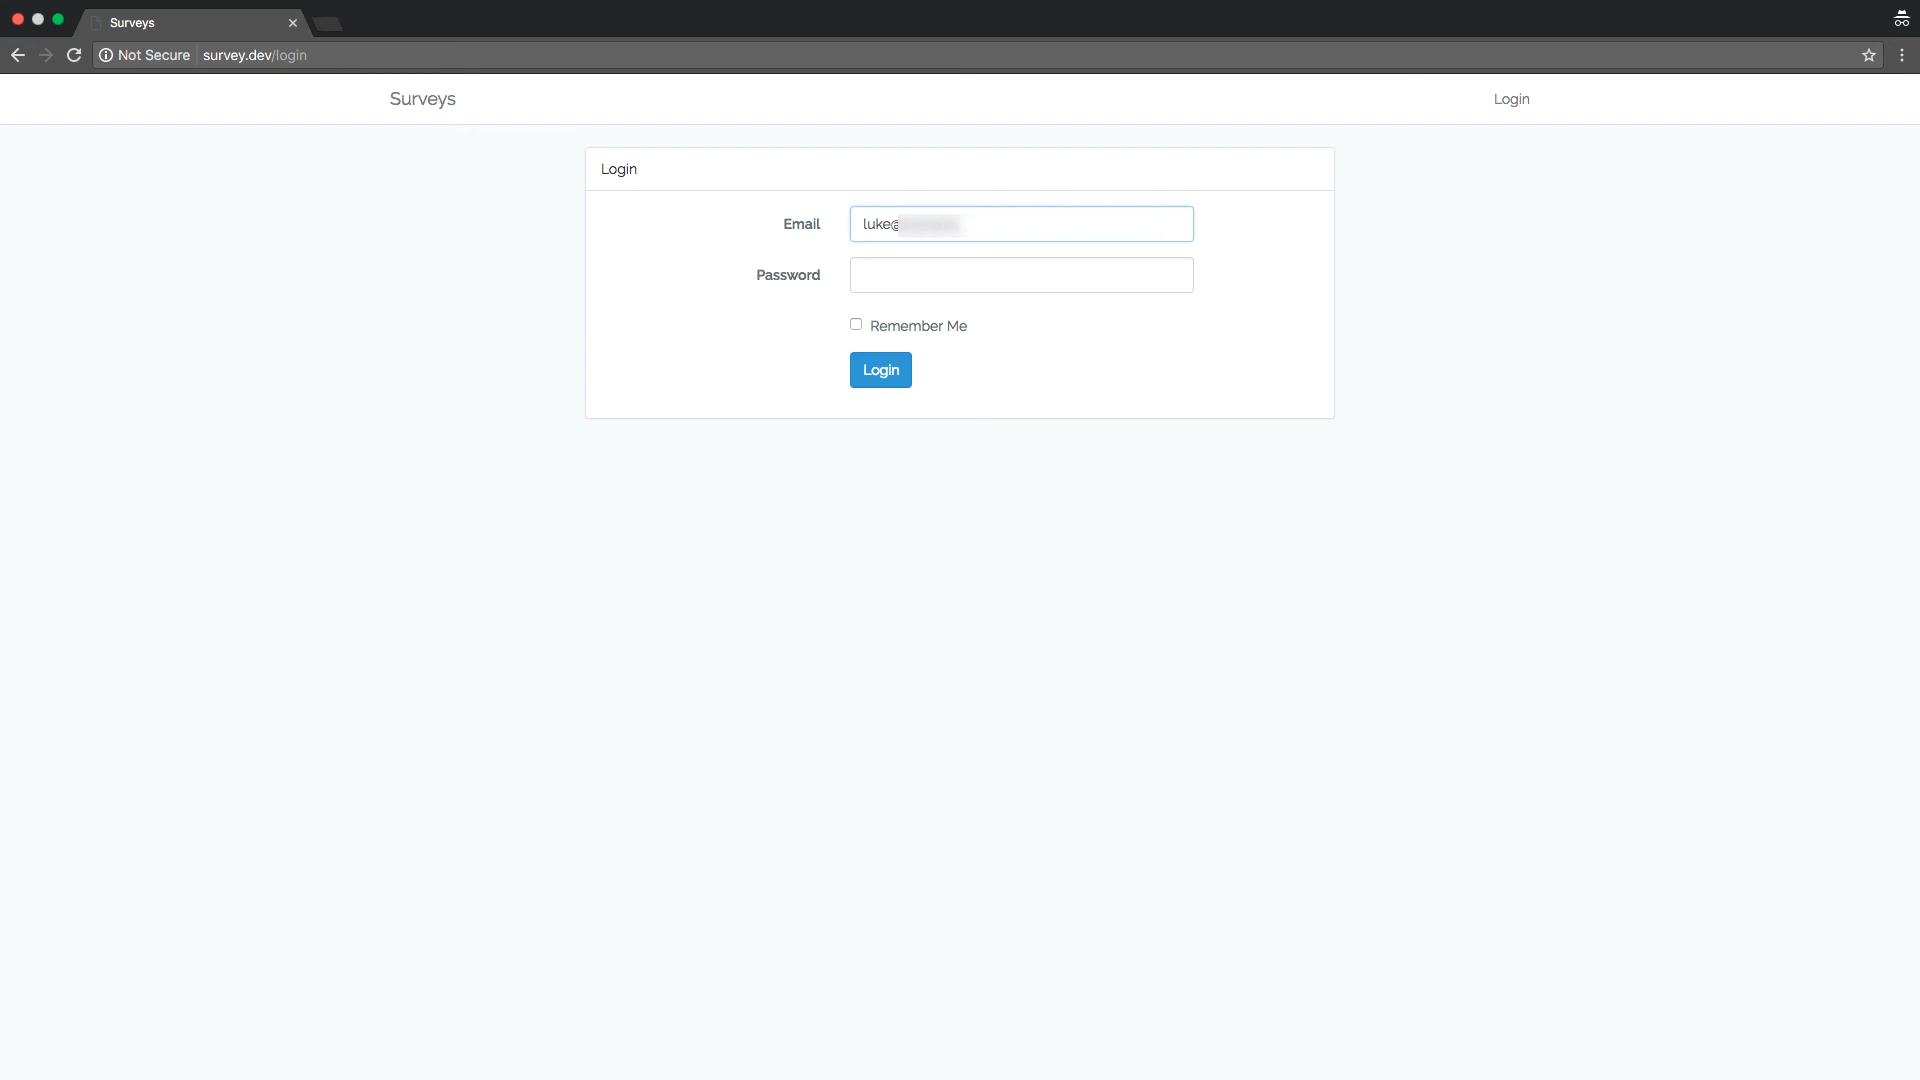 Surveys
Not Secure survey.dev/login
Surveys
Login
Login
Email luke@
Password
Remember Me
Login